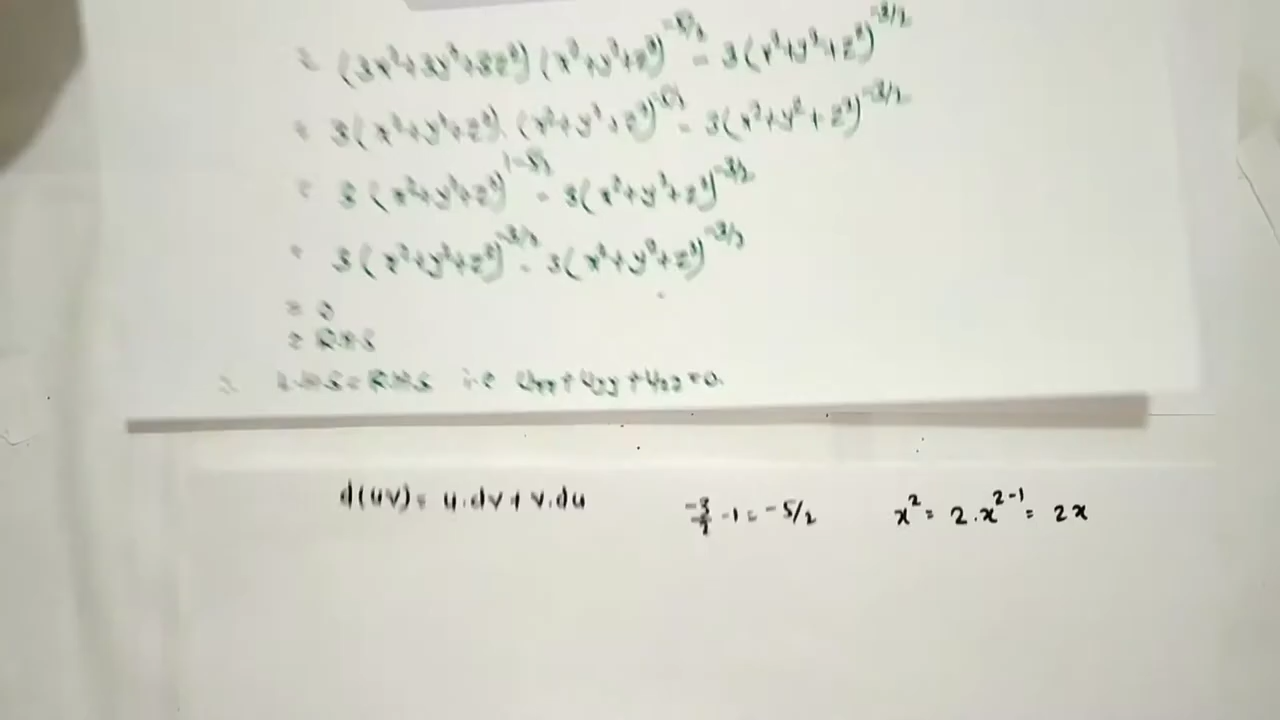 = (3x²+3y²+3z²) (x²+y²+z²)^-5/2 - 3(x²+y²+z²)^-3/2
= 3(x²+y²+z²). (x²+y²+z²)^-5/2 - 3(x²+y²+z²)^-3/2
= 3(x²+y²+z²)^1-5/2 - 3(x²+y²+z²)^-3/2
= 3(x²+y²+z²)^-3/2 - 3(x²+y²+z²)^-3/2
= 0
= RHS
∴ LHS = RHS i.e uxx+uyy+uzz=0.
d(uv) = u.dv + v.du
-3/2 -1 = -5/2
x² = 2.x^2-1 = 2x